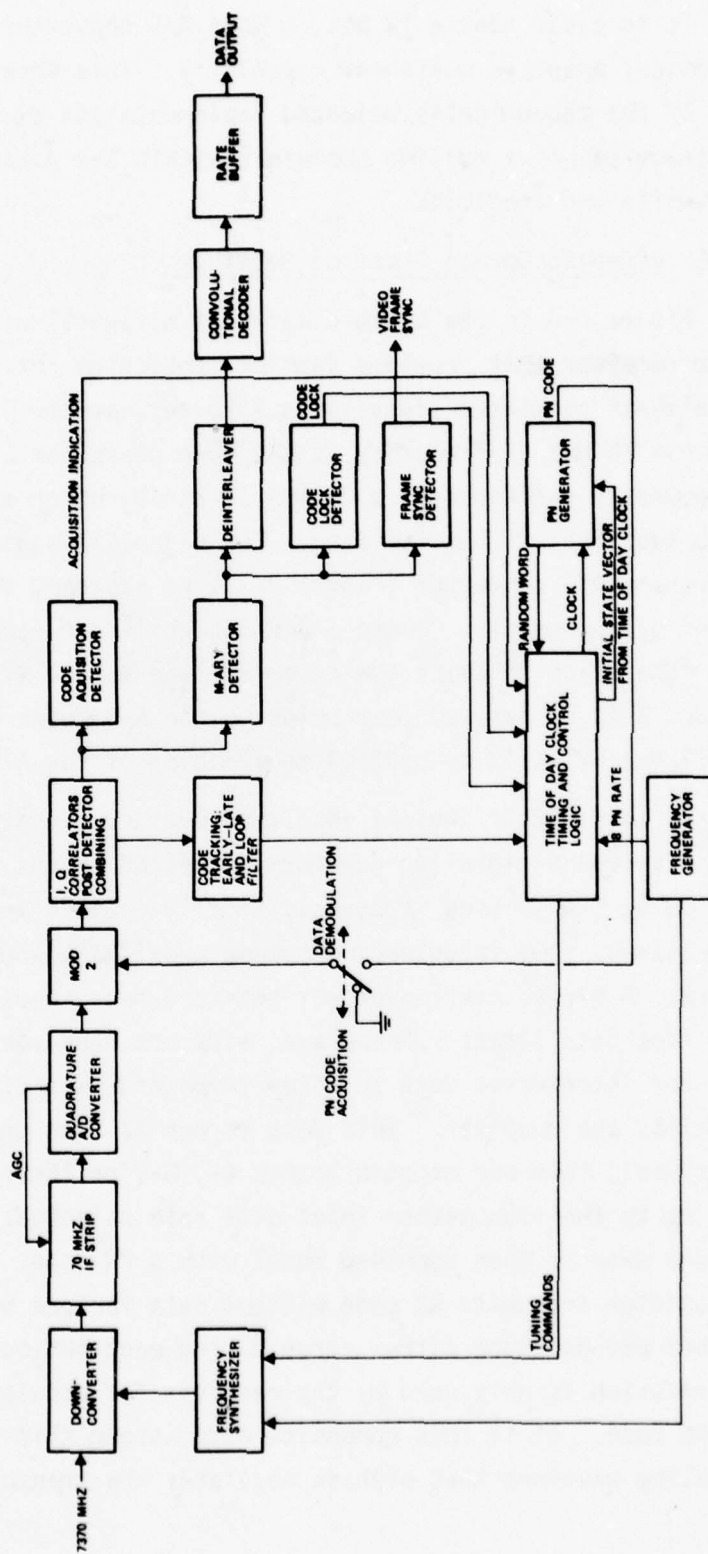 7370 MHZ
DOWN-
CONVERTER
70 MHZ
IF STRIP
AGC
QUADRATURE
A/D
CONVERTER
MOD
2
I, Q
CORRELATORS
POST DETECTOR
COMBINING
CODE
AQUISITION
DETECTOR
ACQUISITION INDICATION
M-ARY
DETECTOR
DEINTERLEAVER
CONVOLU-
TIONAL
DECODER
RATE
BUFFER
DATA
OUTPUT
CODE
TRACKING:
EARLY-LATE
AND LOOP
FILTER
CODE LOCK
DETECTOR
CODE
LOCK
FRAME
SYNC
DETECTOR
VIDEO
FRAME
SYNC
DATA
DEMODULATION
PN CODE
ACQUISITION
FREQUENCY
SYNTHESIZER
TUNING
COMMANDS
TIME OF DAY CLOCK
TIMING AND CONTROL
LOGIC
RANDOM WORD
CLOCK
PN
GENERATOR
PN CODE
INITIAL STATE VECTOR
FROM TIME OF DAY CLOCK
8 PN RATE
FREQUENCY
GENERATOR